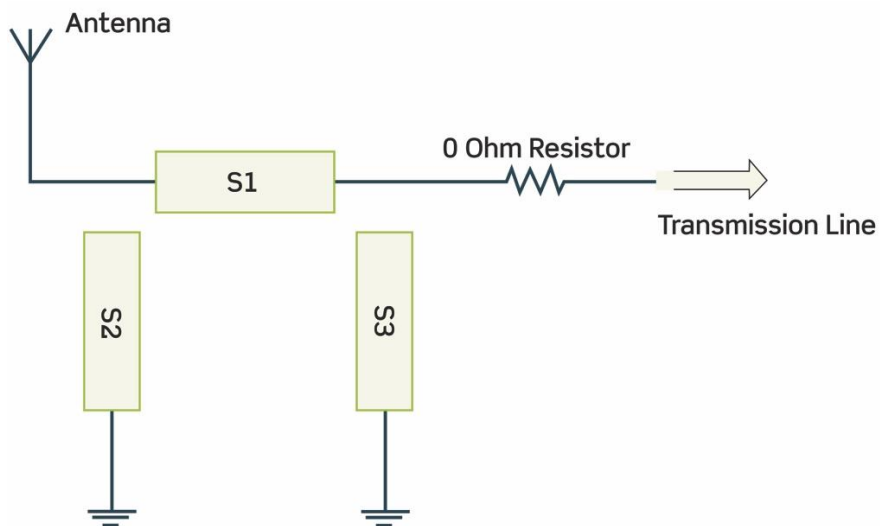 Antenna
0 Ohm Resistor
S1
Transmission Line
S2
S3